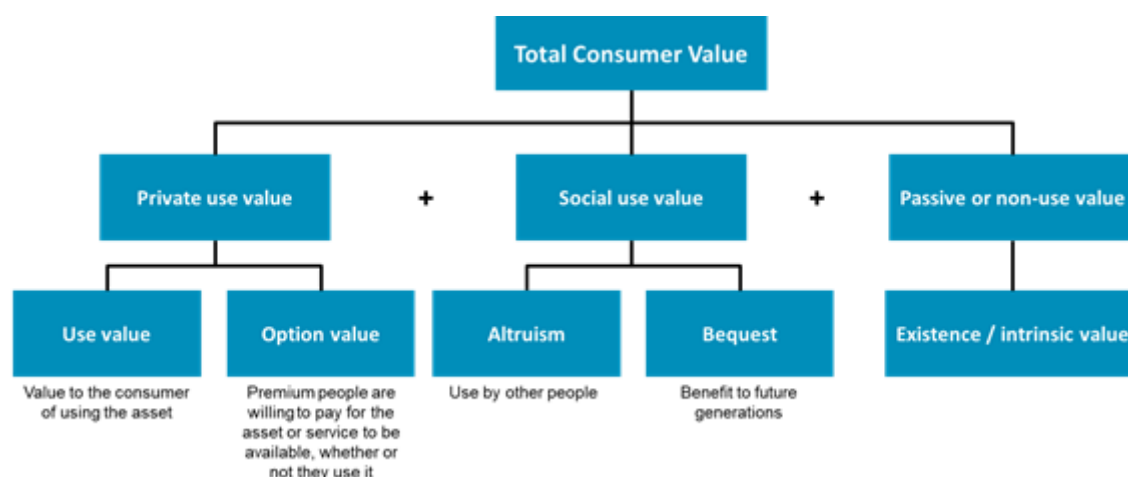 Total Consumer Value
Private use value
+
Social use value
+
Passive or non-use value
Use value
Option value
Altruism
Bequest
Existence / intrinsic value
Value to the consumer
of using the asset
Premium people are
willing to pay for the
asset or service to be
available, whether or
not they use it
Use by other people
Benefit to future
generations